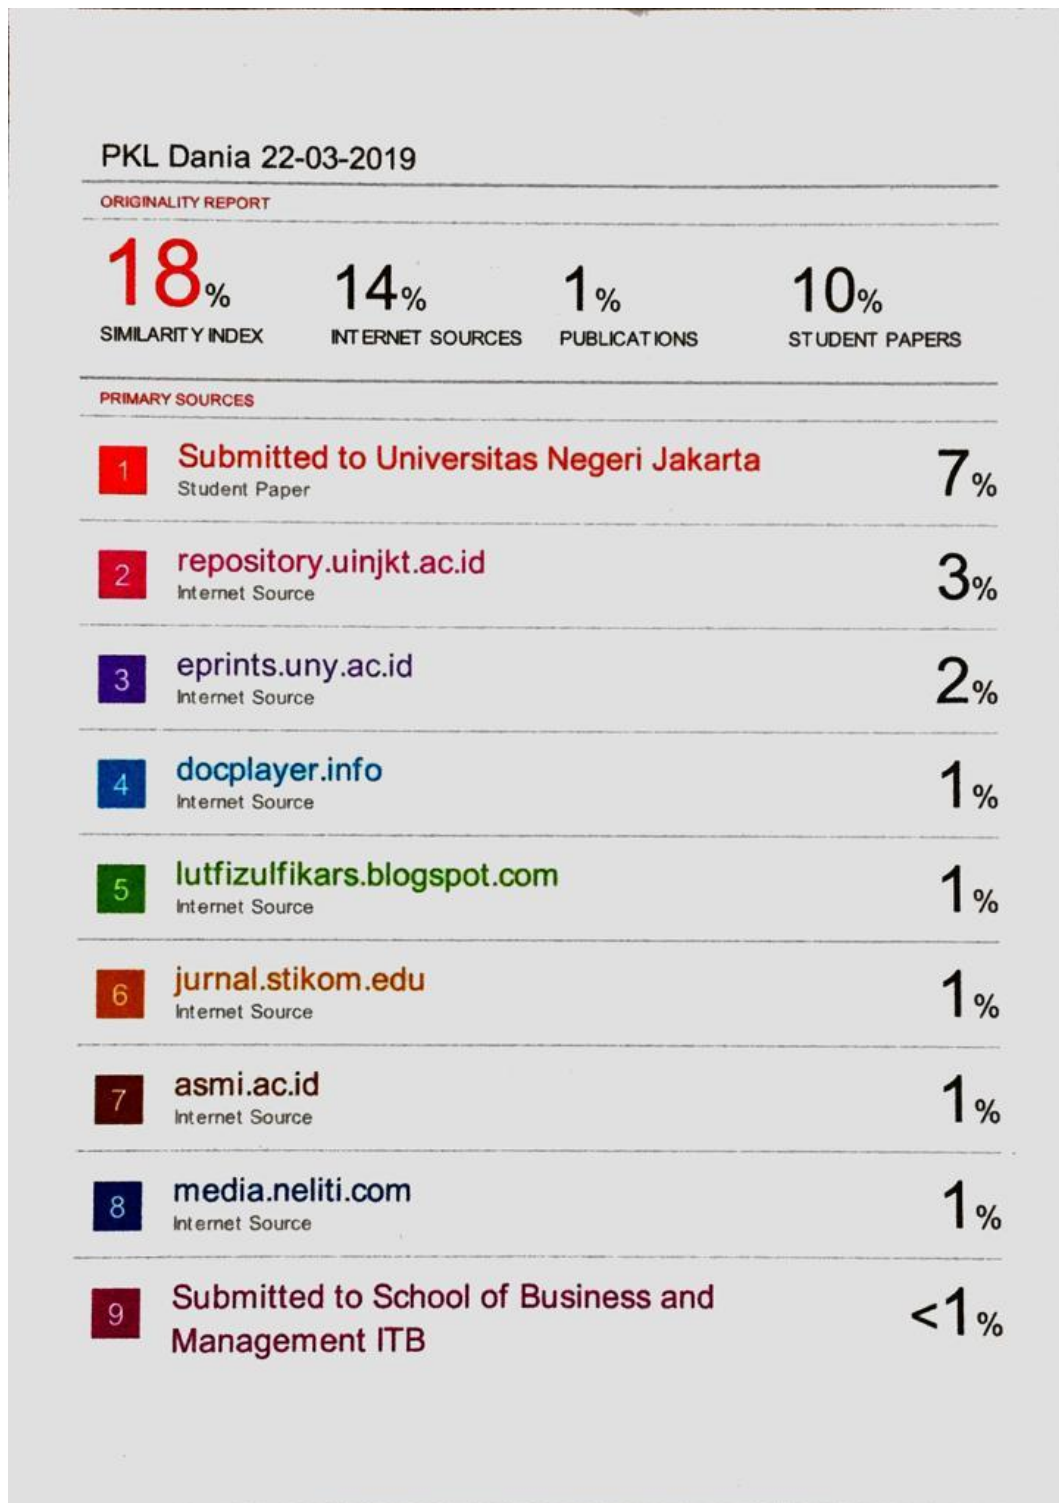 PKL Dania 22-03-2019
ORIGINALITY REPORT
18% 14% 1% 10%
SIMILARITY INDEX INTERNET SOURCES PUBLICATIONS STUDENT PAPERS
PRIMARY SOURCES
1 Submitted to Universitas Negeri Jakarta 7%
Student Paper
2 repository.uinjkt.ac.id 3%
Internet Source
3 eprints.uny.ac.id 2%
Internet Source
4 docplayer.info 1%
Internet Source
5 lutfizulfikars.blogspot.com 1%
Internet Source
6 jurnal.stikom.edu 1%
Internet Source
7 asmi.ac.id 1%
Internet Source
8 media.neliti.com 1%
Internet Source
9 Submitted to School of Business and <1%
Management ITB